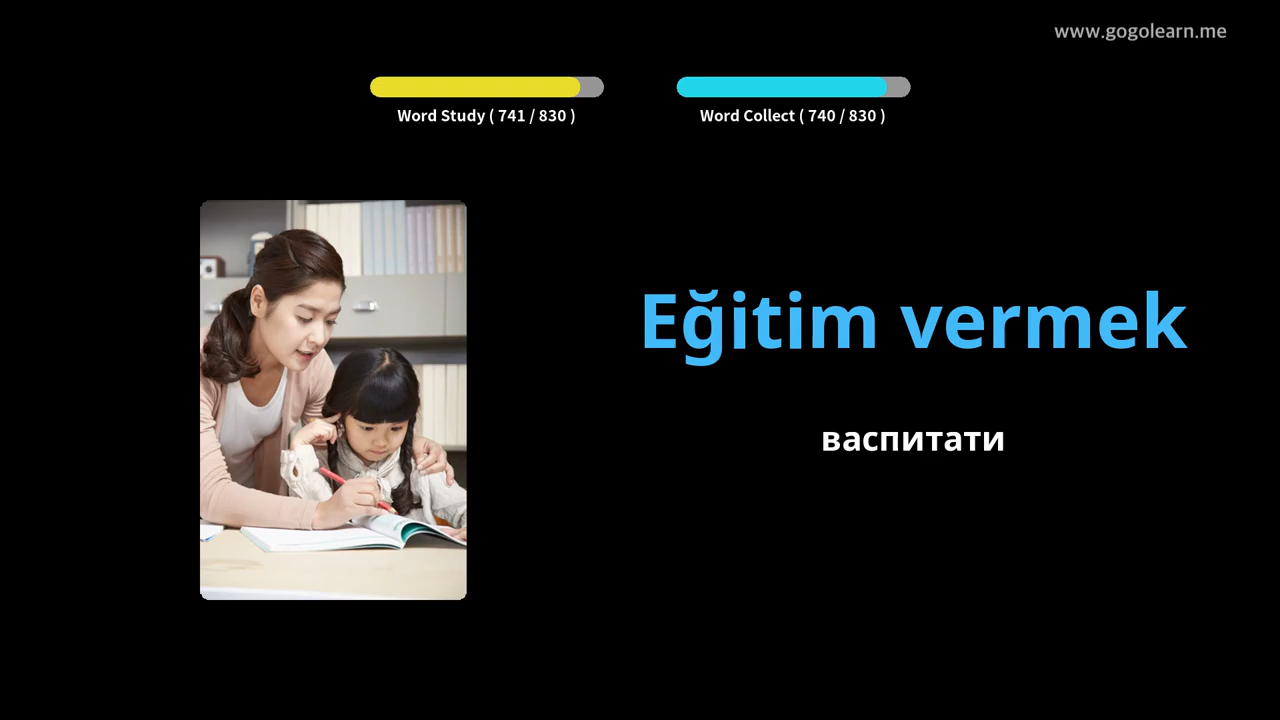 www.gogolearn.me
Word Study ( 741 / 830 )
Word Collect ( 740 / 830 )
Eğitim vermek
васпитати